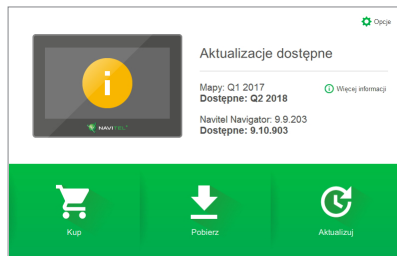 Opcje
Aktualizacje dostępne
Mapy: Q1 2017
Dostępne: Q2 2018
Więcej informacji
Navitel Navigator: 9.9.203
Dostępne: 9.10.903
NAVITEL
Kup
Pobierz
Aktualizuj